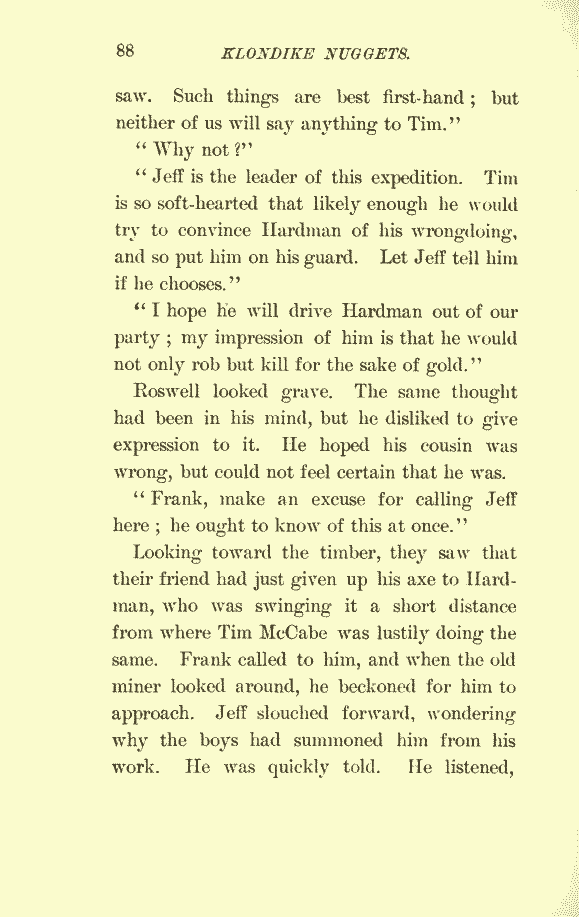 88 KLONDIKE NUGGETS.
saw. Such things are best first-hand ; but
neither of us will say anything to Tim."
" Why not ?"
" Jeff is the leader of this expedition. Tim
is so soft-hearted that likely enough he would
try to convince Hardman of his wrongdoing,
and so put him on his guard. Let Jeff tell him
if he chooses."
" I hope he will drive Hardman out of our
party ; my impression of him is that he would
not only rob but kill for the sake of gold."
Roswell looked grave. The same thought
had been in his mind, but he disliked to give
expression to it. He hoped his cousin was
wrong, but could not feel certain that he was.
" Frank, make an excuse for calling Jeff
here ; he ought to know of this at once."
Looking toward the timber, they saw that
their friend had just given up his axe to Hard-
man, who was swinging it a short distance
from where Tim McCabe was lustily doing the
same. Frank called to him, and when the old
miner looked around, he beckoned for him to
approach. Jeff slouched forward, wondering
why the boys had summoned him from his
work. He was quickly told. He listened,